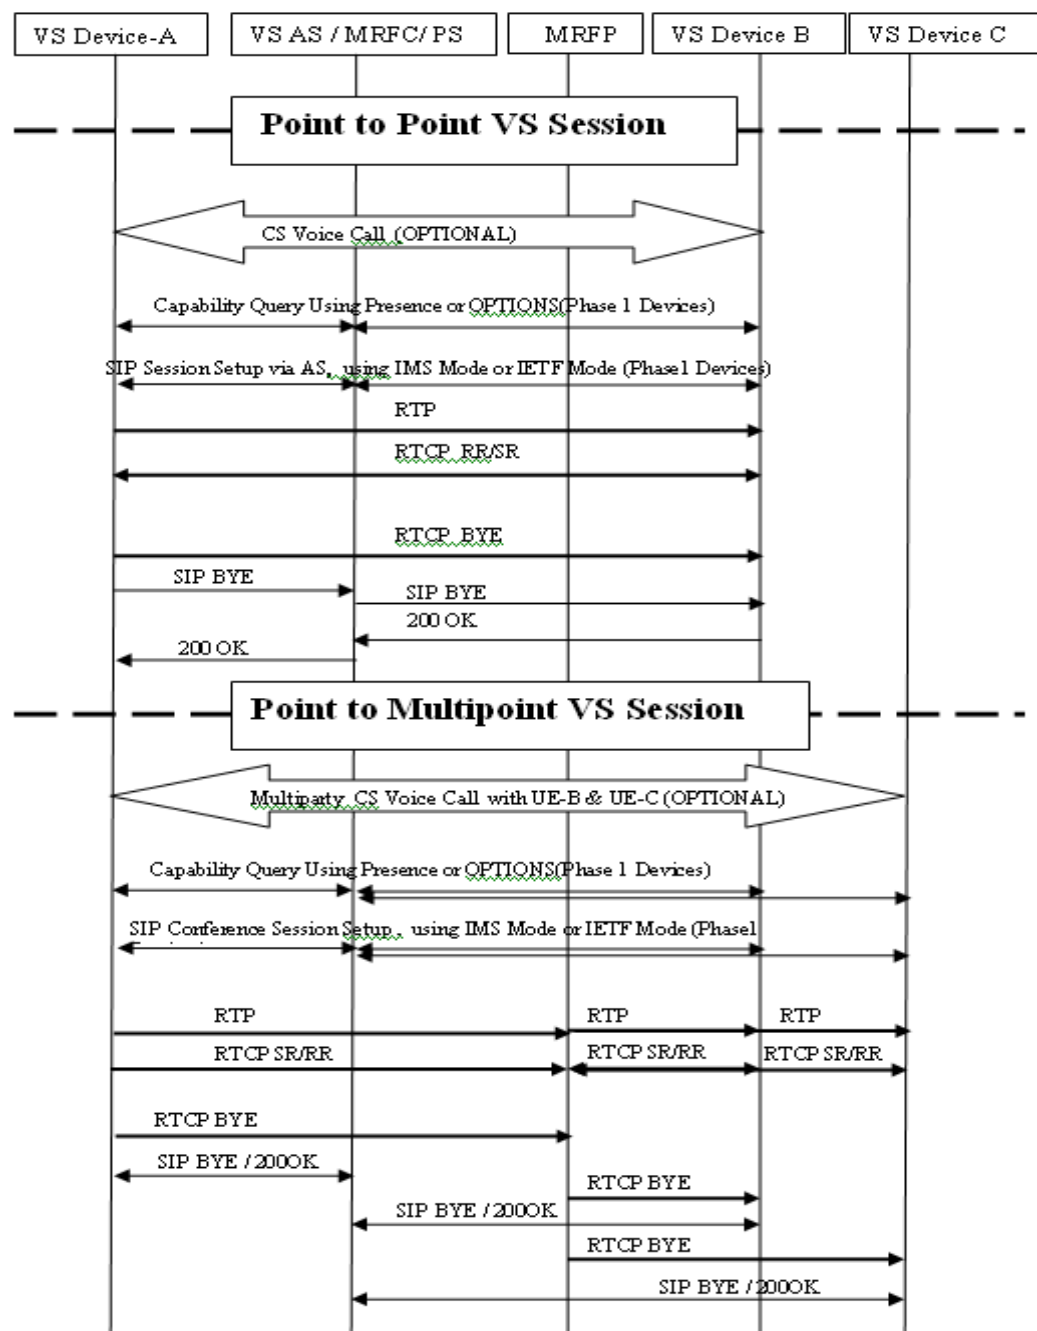 VS Device-A
VS AS / MRFC/ PS
MRFP
VS Device B
VS Device C
Point to Point VS Session
CS Voice Call (OPTIONAL)
Capability Query Using Presence or OPTIONS(Phase 1 Devices)
SIP Session Setup via AS, using IMS Mode or IETF Mode (Phase1 Devices)
RTP
RTCP RR/SR
RTCP BYE
SIP BYE
SIP BYE
200 OK
200 OK
Point to Multipoint VS Session
Multiparty CS Voice Call with UE-B & UE-C (OPTIONAL)
Capability Query Using Presence or OPTIONS(Phase 1 Devices)
SIP Conference Session Setup , using IMS Mode or IETF Mode (Phase1
RTP
RTP
RTP
RTCP SR/RR
RTCP SR/RR
RTCP SR/RR
RTCP BYE
SIP BYE / 200OK
RTCP BYE
SIP BYE / 200OK
RTCP BYE
SIP BYE / 200OK